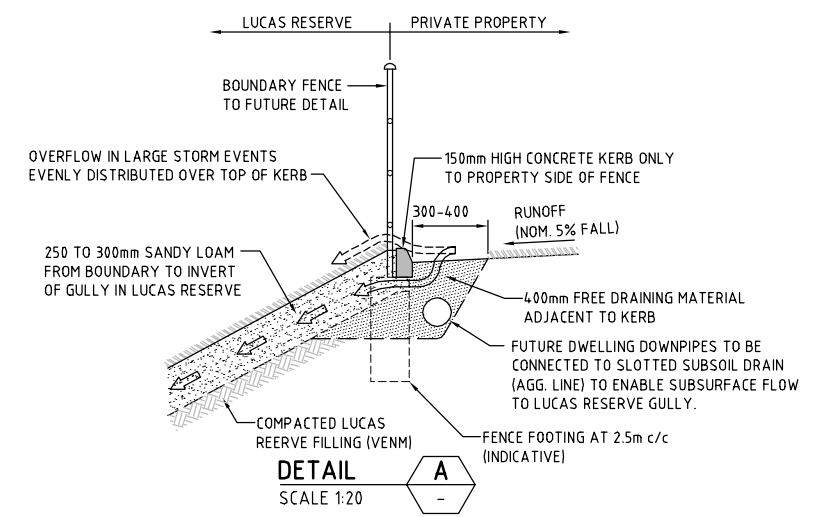 LUCAS RESERVE
PRIVATE PROPERTY
BOUNDARY FENCE
TO FUTURE DETAIL
OVERFLOW IN LARGE STORM EVENTS
EVENLY DISTRIBUTED OVER TOP OF KERB
150mm HIGH CONCRETE KERB ONLY
TO PROPERTY SIDE OF FENCE
300-400
RUNOFF
(NOM. 5% FALL)
250 TO 300mm SANDY LOAM
FROM BOUNDARY TO INVERT
OF GULLY IN LUCAS RESERVE
400mm FREE DRAINING MATERIAL
ADJACENT TO KERB
FUTURE DWELLING DOWNPIPES TO BE
CONNECTED TO SLOTTED SUBSOIL DRAIN
(AGG. LINE) TO ENABLE SUBSURFACE FLOW
TO LUCAS RESERVE GULLY.
COMPACTED LUCAS
REERVE FILLING (VENM)
FENCE FOOTING AT 2.5m c/c
(INDICATIVE)
DETAIL
SCALE 1:20
A
-